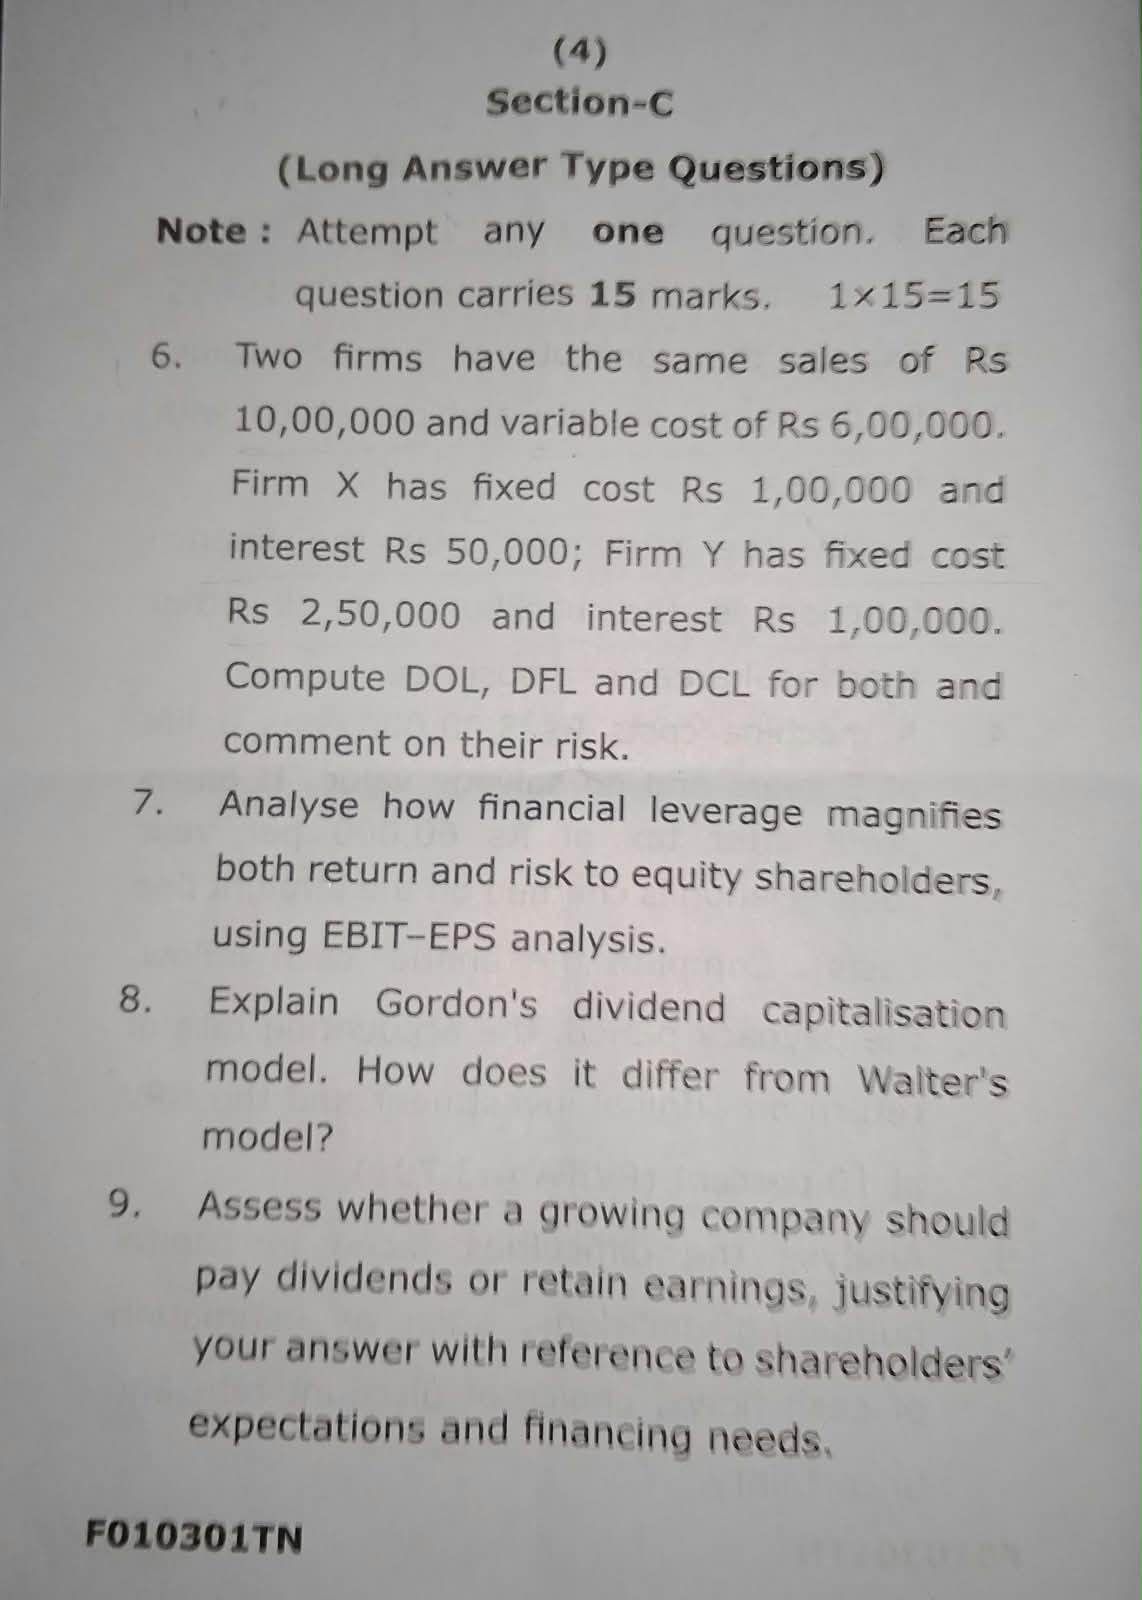 (4)
Section-C
(Long Answer Type Questions)
Note : Attempt any one question. Each
question carries 15 marks. 1×15=15
6. Two firms have the same sales of Rs
10,00,000 and variable cost of Rs 6,00,000.
Firm X has fixed cost Rs 1,00,000 and
interest Rs 50,000; Firm Y has fixed cost
Rs 2,50,000 and interest Rs 1,00,000.
Compute DOL, DFL and DCL for both and
comment on their risk.
7. Analyse how financial leverage magnifies
both return and risk to equity shareholders,
using EBIT–EPS analysis.
8. Explain Gordon's dividend capitalisation
model. How does it differ from Walter's
model?
9. Assess whether a growing company should
pay dividends or retain earnings, justifying
your answer with reference to shareholders'
expectations and financing needs.
F010301TN